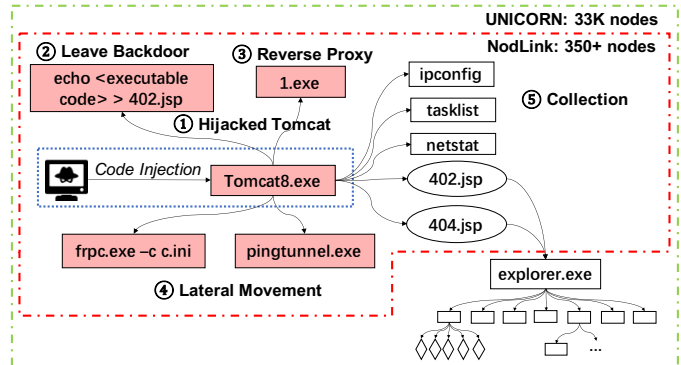 UNICORN: 33K nodes
NodLink: 350+ nodes
② Leave Backdoor
③ Reverse Proxy
echo <executable
code> > 402.jsp
1.exe
ipconfig
tasklist
netstat
⑤ Collection
① Hijacked Tomcat
Code Injection
Tomcat8.exe
402.jsp
404.jsp
frpc.exe –c c.ini
pingtunnel.exe
④ Lateral Movement
explorer.exe
...